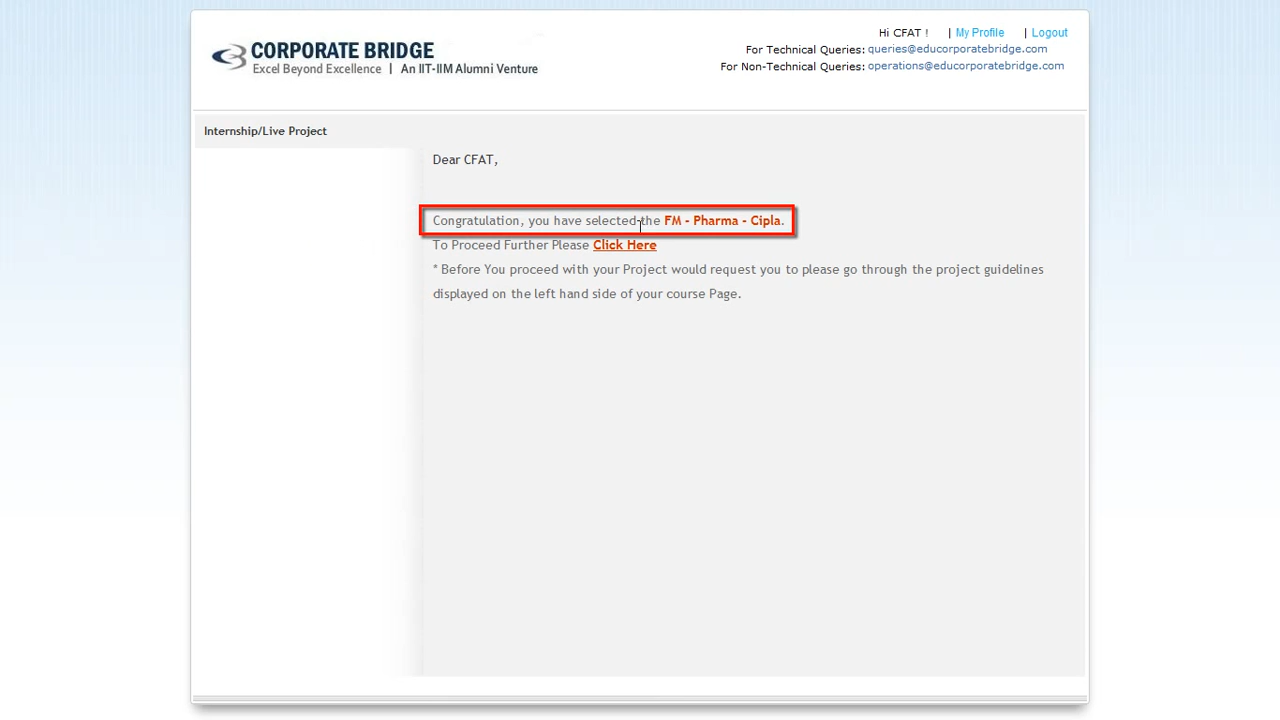 CORPORATE BRIDGE
Excel Beyond Excellence | An IIT-IIM Alumni Venture
Hi CFAT ! | My Profile | Logout
For Technical Queries: queries@educorporatebridge.com
For Non-Technical Queries: operations@educorporatebridge.com
Internship/Live Project
Dear CFAT,
Congratulation, you have selected the FM - Pharma - Cipla.
To Proceed Further Please Click Here
* Before You proceed with your Project would request you to please go through the project guidelines
displayed on the left hand side of your course Page.